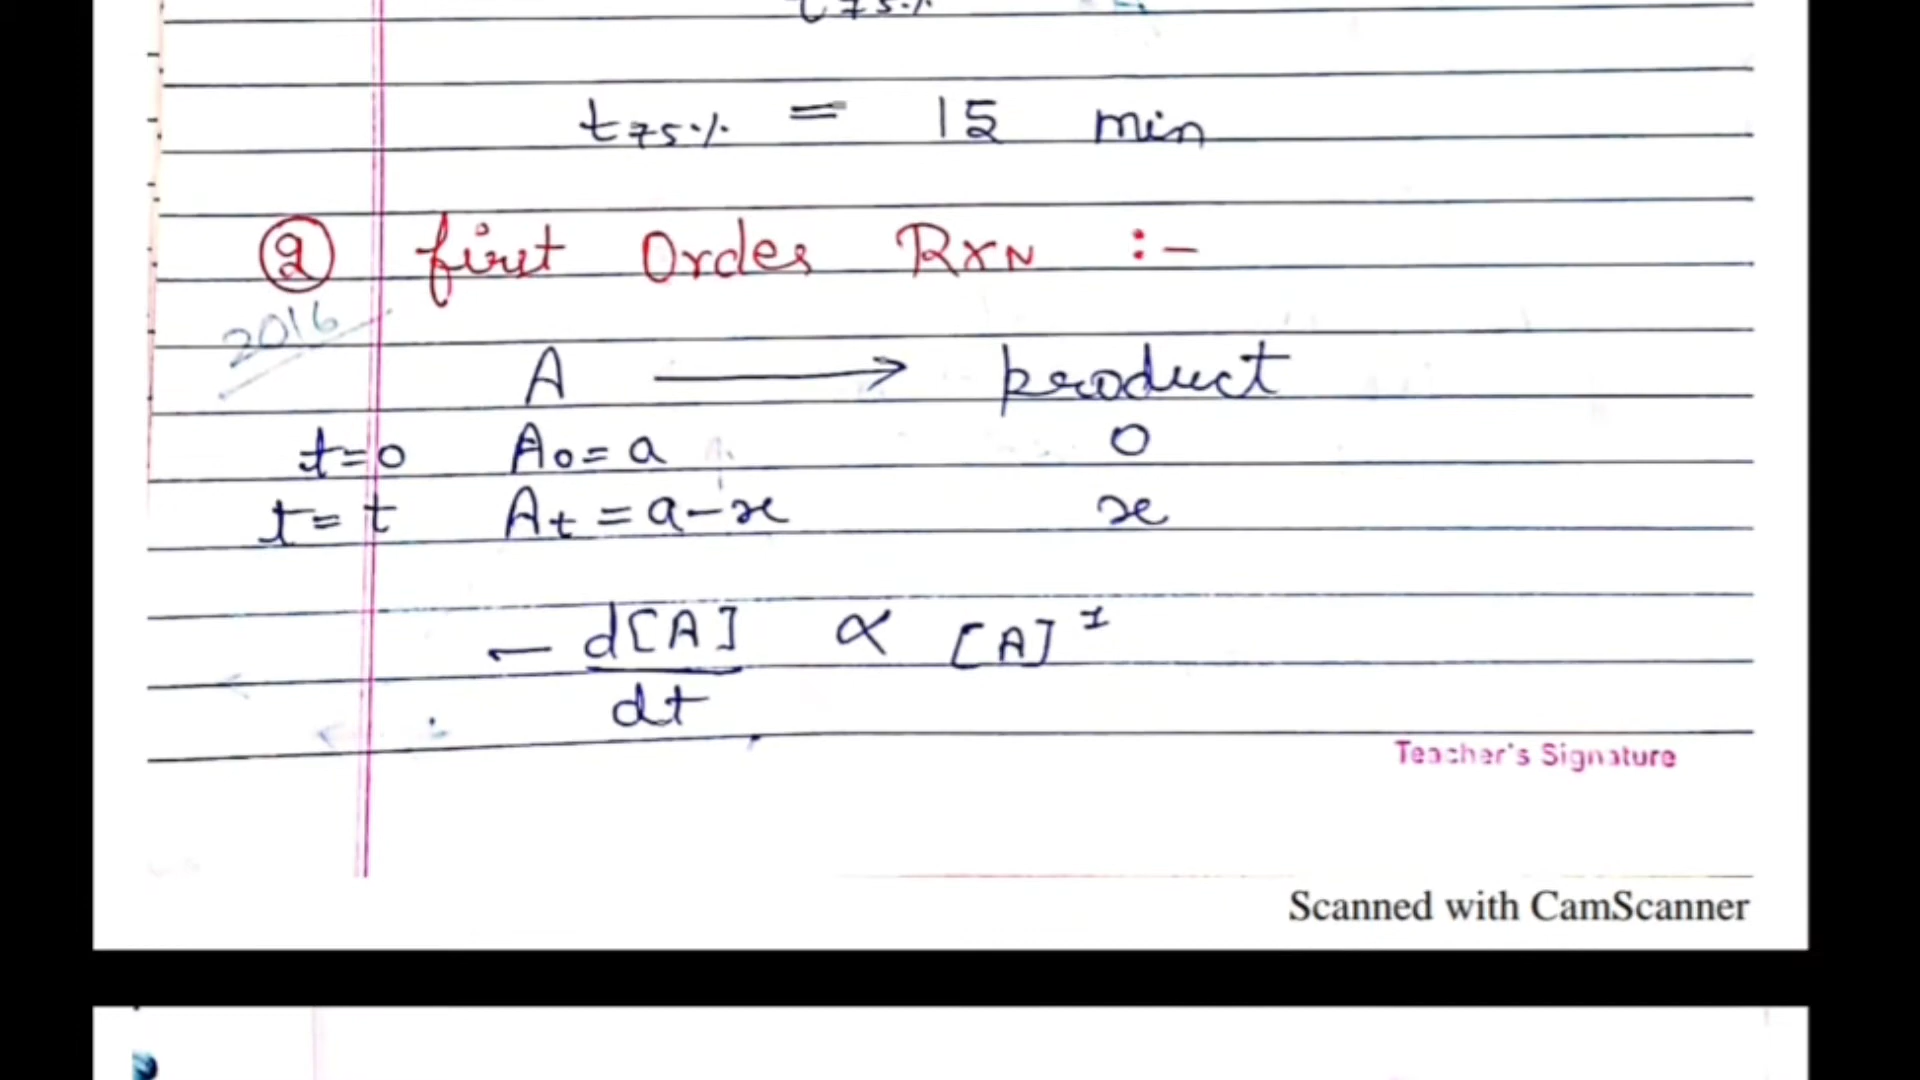 t75%
t75% = 15 min
② first Order RXN :-
2016
A ⟶ product
t=0 A0 = a 0
t=t At = a-x x
- d[A] ∝ [A]¹
dt
Teacher's Signature
Scanned with CamScanner